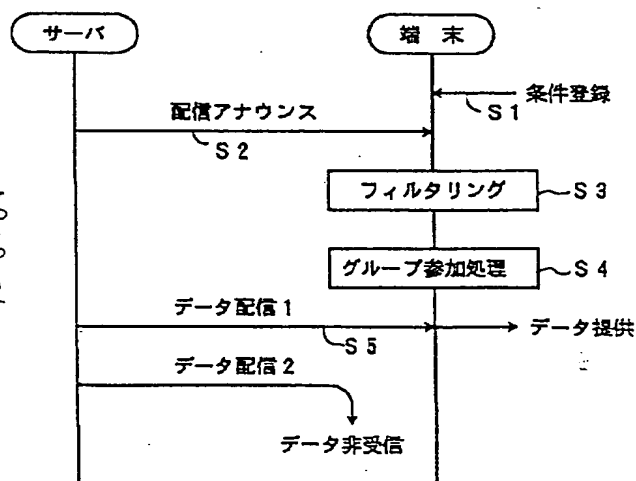 サーバ
端 末
条件登録
S1
配信アナウンス
S2
フィルタリング
S3
グループ参加処理
S4
データ配信1
S5
データ提供
データ配信2
データ非受信